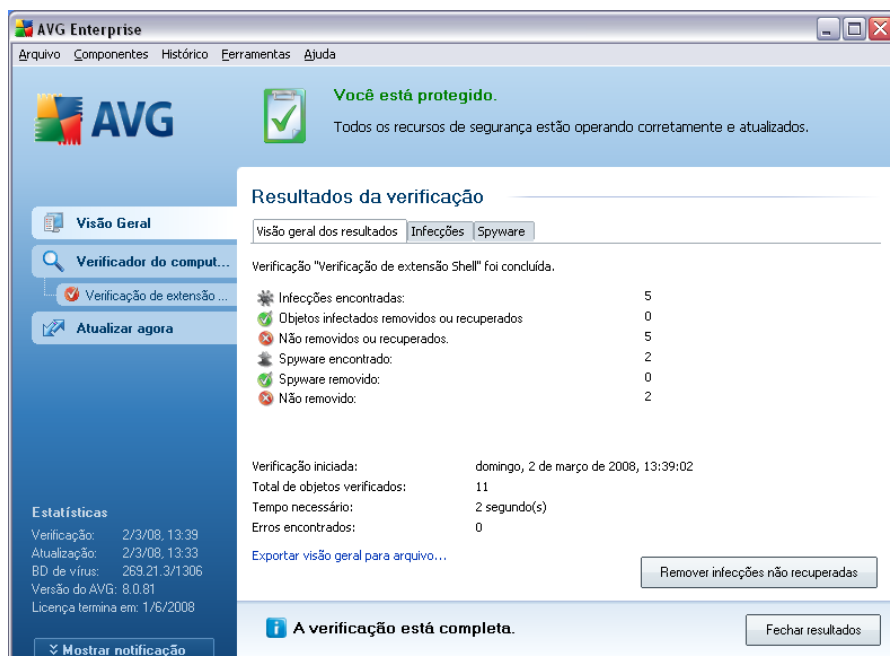 AVG Enterprise
Arquivo Componentes Histórico Ferramentas Ajuda
AVG
Você está protegido.
Todos os recursos de segurança estão operando corretamente e atualizados.
Visão Geral
Verificador do comput...
Verificação de extensão ...
Atualizar agora
Resultados da verificação
Visão geral dos resultados Infecções Spyware
Verificação "Verificação de extensão Shell" foi concluída.
Infecções encontradas: 5
Objetos infectados removidos ou recuperados 0
Não removidos ou recuperados. 5
Spyware encontrado: 2
Spyware removido: 0
Não removido: 2
Verificação iniciada: domingo, 2 de março de 2008, 13:39:02
Total de objetos verificados: 11
Tempo necessário: 2 segundo(s)
Erros encontrados: 0
Exportar visão geral para arquivo...
Remover infecções não recuperadas
Estatísticas
Verificação: 2/3/08, 13:39
Atualização: 2/3/08, 13:33
BD de vírus: 269.21.3/1306
Versão do AVG: 8.0.81
Licença termina em: 1/6/2008
Mostrar notificação
A verificação está completa.
Fechar resultados